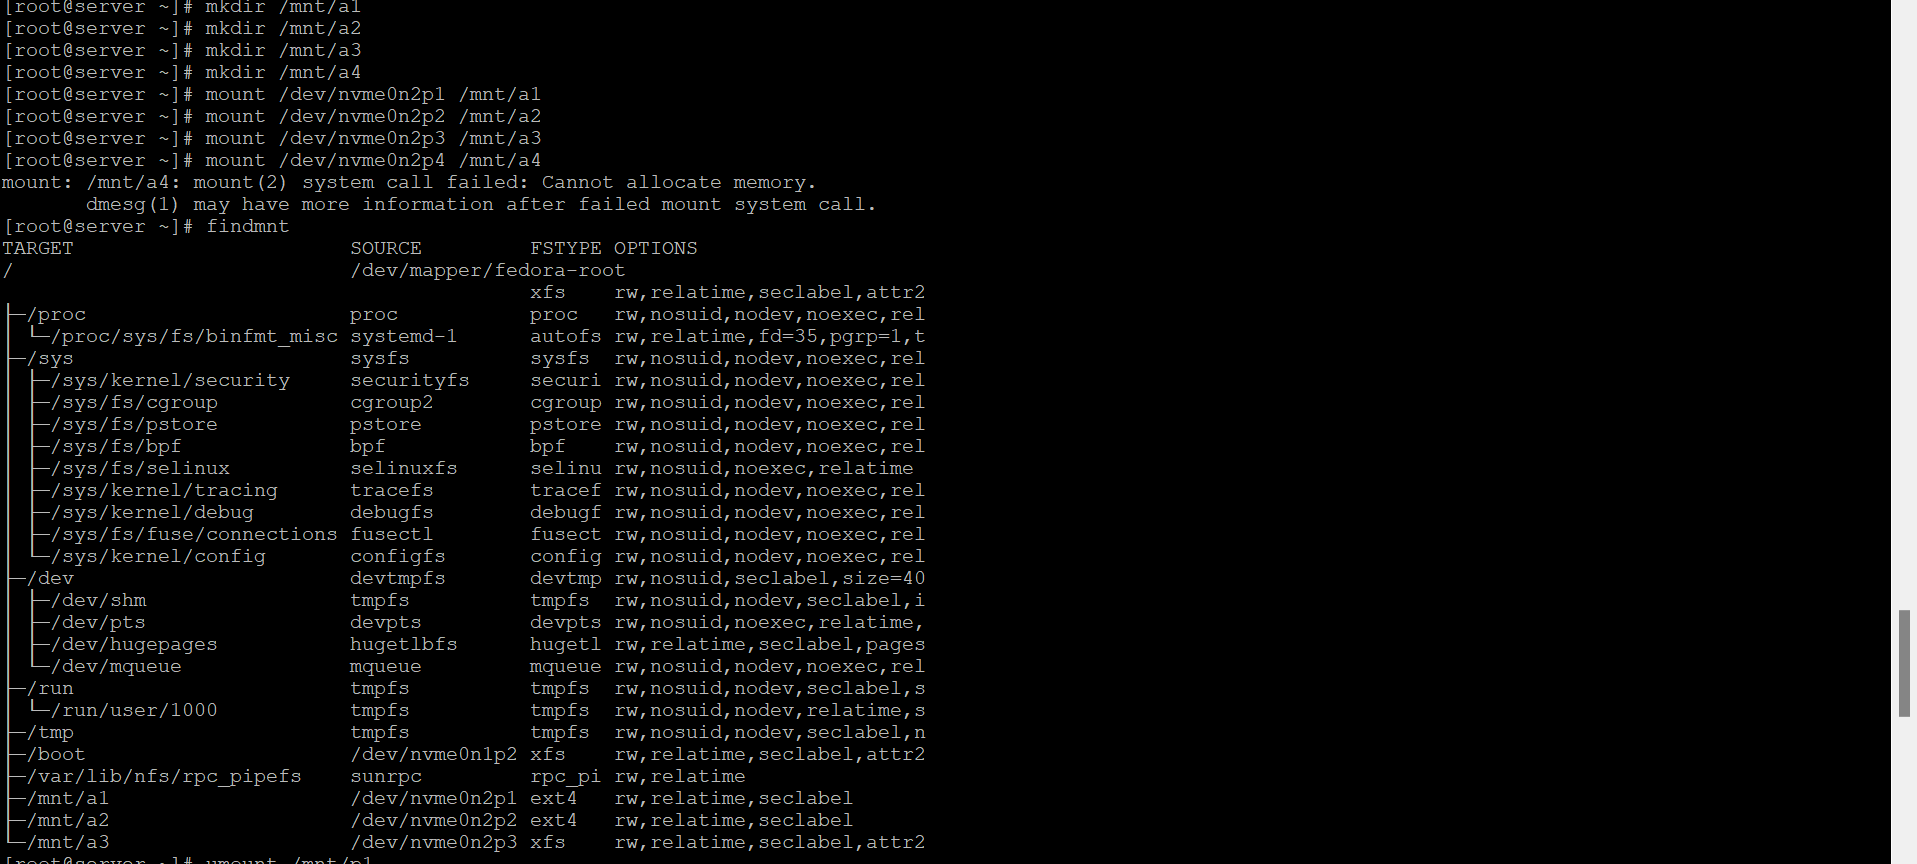 [root@server ~]# mkdir /mnt/a1
[root@server ~]# mkdir /mnt/a2
[root@server ~]# mkdir /mnt/a3
[root@server ~]# mkdir /mnt/a4
[root@server ~]# mount /dev/nvme0n2p1 /mnt/a1
[root@server ~]# mount /dev/nvme0n2p2 /mnt/a2
[root@server ~]# mount /dev/nvme0n2p3 /mnt/a3
[root@server ~]# mount /dev/nvme0n2p4 /mnt/a4
mount: /mnt/a4: mount(2) system call failed: Cannot allocate memory.
       dmesg(1) may have more information after failed mount system call.
[root@server ~]# findmnt
TARGET                       SOURCE         FSTYPE OPTIONS
/                            /dev/mapper/fedora-root
                                            xfs    rw,relatime,seclabel,attr2
├─/proc                      proc           proc   rw,nosuid,nodev,noexec,rel
│ └─/proc/sys/fs/binfmt_misc systemd-1      autofs rw,relatime,fd=35,pgrp=1,t
├─/sys                       sysfs          sysfs  rw,nosuid,nodev,noexec,rel
│ ├─/sys/kernel/security     securityfs     securi rw,nosuid,nodev,noexec,rel
│ ├─/sys/fs/cgroup           cgroup2        cgroup rw,nosuid,nodev,noexec,rel
│ ├─/sys/fs/pstore           pstore         pstore rw,nosuid,nodev,noexec,rel
│ ├─/sys/fs/bpf              bpf            bpf    rw,nosuid,nodev,noexec,rel
│ ├─/sys/fs/selinux          selinuxfs      selinu rw,nosuid,noexec,relatime
│ ├─/sys/kernel/tracing      tracefs        tracef rw,nosuid,nodev,noexec,rel
│ ├─/sys/kernel/debug        debugfs        debugf rw,nosuid,nodev,noexec,rel
│ ├─/sys/fs/fuse/connections fusectl        fusect rw,nosuid,nodev,noexec,rel
│ └─/sys/kernel/config       configfs       config rw,nosuid,nodev,noexec,rel
├─/dev                       devtmpfs       devtmp rw,nosuid,seclabel,size=40
│ ├─/dev/shm                 tmpfs          tmpfs  rw,nosuid,nodev,seclabel,i
│ ├─/dev/pts                 devpts         devpts rw,nosuid,noexec,relatime,
│ ├─/dev/hugepages           hugetlbfs      hugetl rw,relatime,seclabel,pages
│ └─/dev/mqueue              mqueue         mqueue rw,nosuid,nodev,noexec,rel
├─/run                       tmpfs          tmpfs  rw,nosuid,nodev,seclabel,s
│ └─/run/user/1000           tmpfs          tmpfs  rw,nosuid,nodev,relatime,s
├─/tmp                       tmpfs          tmpfs  rw,nosuid,nodev,seclabel,n
├─/boot                      /dev/nvme0n1p2 xfs    rw,relatime,seclabel,attr2
├─/var/lib/nfs/rpc_pipefs    sunrpc         rpc_pi rw,relatime
├─/mnt/a1                    /dev/nvme0n2p1 ext4   rw,relatime,seclabel
├─/mnt/a2                    /dev/nvme0n2p2 ext4   rw,relatime,seclabel
└─/mnt/a3                    /dev/nvme0n2p3 xfs    rw,relatime,seclabel,attr2
[root@server ~]# umount /mnt/p1